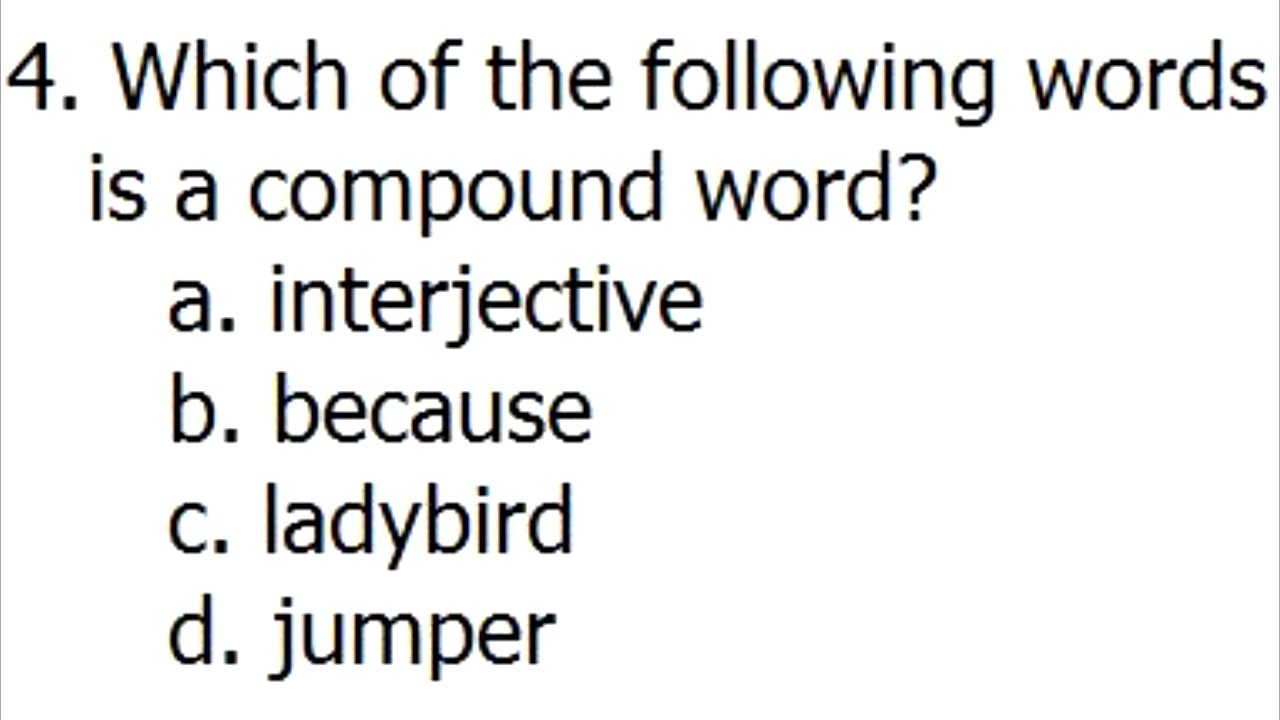 4. Which of the following words
is a compound word?
a. interjective
b. because
c. ladybird
d. jumper